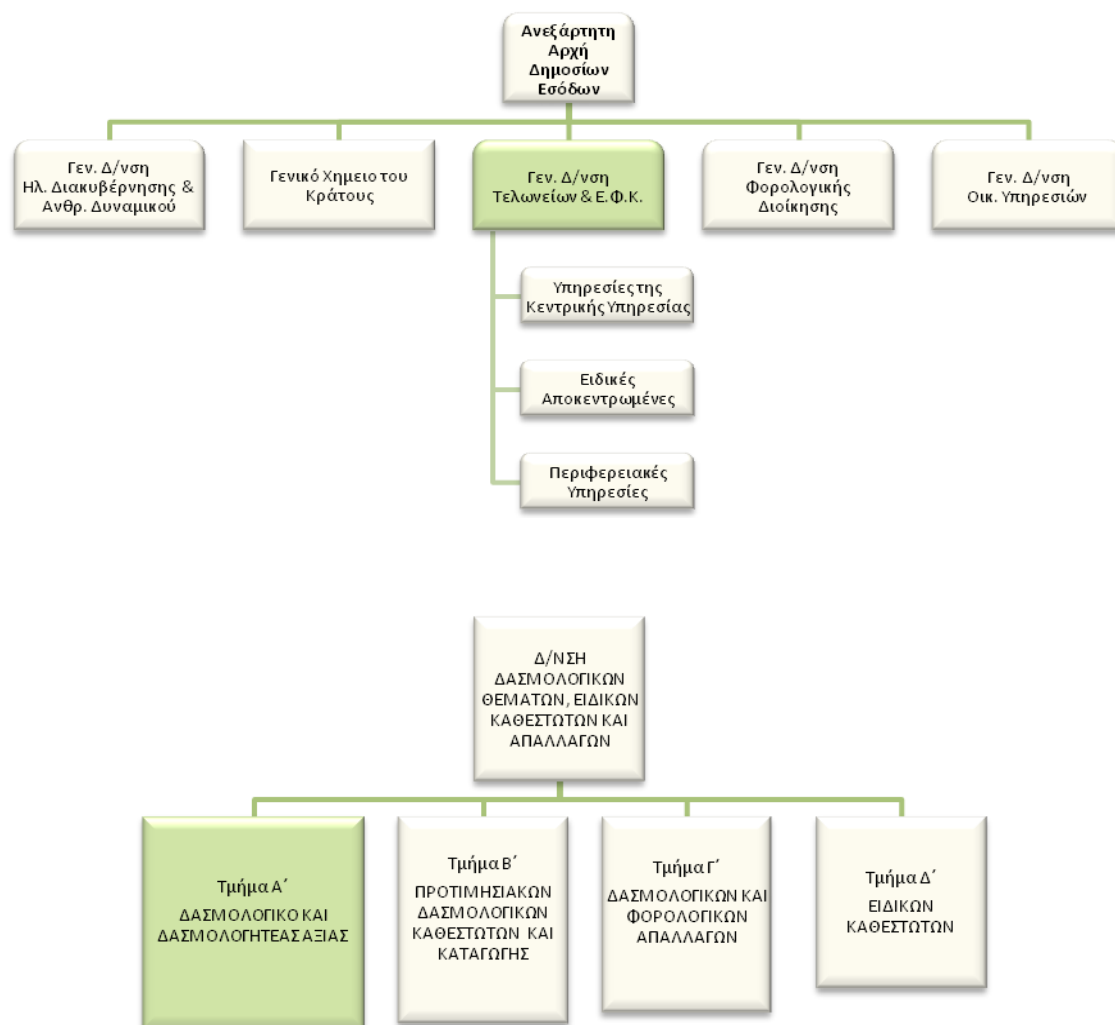 Ανεξάρτητη
Αρχή
Δημοσίων
Εσόδων
Γεν. Δ/νση
Ηλ. Διακυβέρνησης &
Ανθρ. Δυναμικού
Γενικό Χημειο του
Κράτους
Γεν. Δ/νση
Τελωνείων & Ε.Φ.Κ.
Γεν. Δ/νση
Φορολογικής
Διοίκησης
Γεν. Δ/νση
Οικ. Υπηρεσιών
Υπηρεσίες της
Κεντρικής Υπηρεσίας
Ειδικές
Αποκεντρωμένες
Περιφερειακές
Υπηρεσίες
Δ/ΝΣΗ
ΔΑΣΜΟΛΟΓΙΚΩΝ
ΘΕΜΑΤΩΝ, ΕΙΔΙΚΩΝ
ΚΑΘΕΣΤΩΤΩΝ ΚΑΙ
ΑΠΑΛΛΑΓΩΝ
Τμήμα Α΄
ΔΑΣΜΟΛΟΓΙΚΟ ΚΑΙ
ΔΑΣΜΟΛΟΓΗΤΕΑΣ ΑΞΙΑΣ
Τμήμα Β΄
ΠΡΟΤΙΜΗΣΙΑΚΩΝ
ΔΑΣΜΟΛΟΓΙΚΩΝ
ΚΑΘΕΣΤΩΤΩΝ ΚΑΙ
ΚΑΤΑΓΩΓΗΣ
Τμήμα Γ΄
ΔΑΣΜΟΛΟΓΙΚΩΝ ΚΑΙ
ΦΟΡΟΛΟΓΙΚΩΝ
ΑΠΑΛΛΑΓΩΝ
Τμήμα Δ΄
ΕΙΔΙΚΩΝ
ΚΑΘΕΣΤΩΤΩΝ